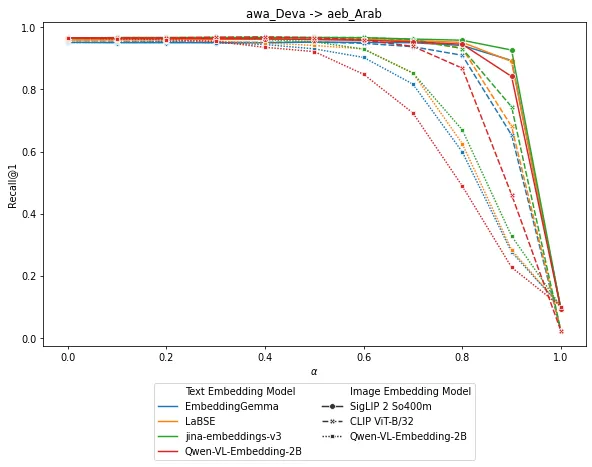 awa_Deva -> aeb_Arab
Recall@1
1.0
0.8
0.6
0.4
0.2
0.0
0.0 0.2 0.4 0.6 0.8 1.0
α
Text Embedding Model
EmbeddingGemma
LaBSE
jina-embeddings-v3
Qwen-VL-Embedding-2B
Image Embedding Model
SigLIP 2 So400m
CLIP ViT-B/32
Qwen-VL-Embedding-2B